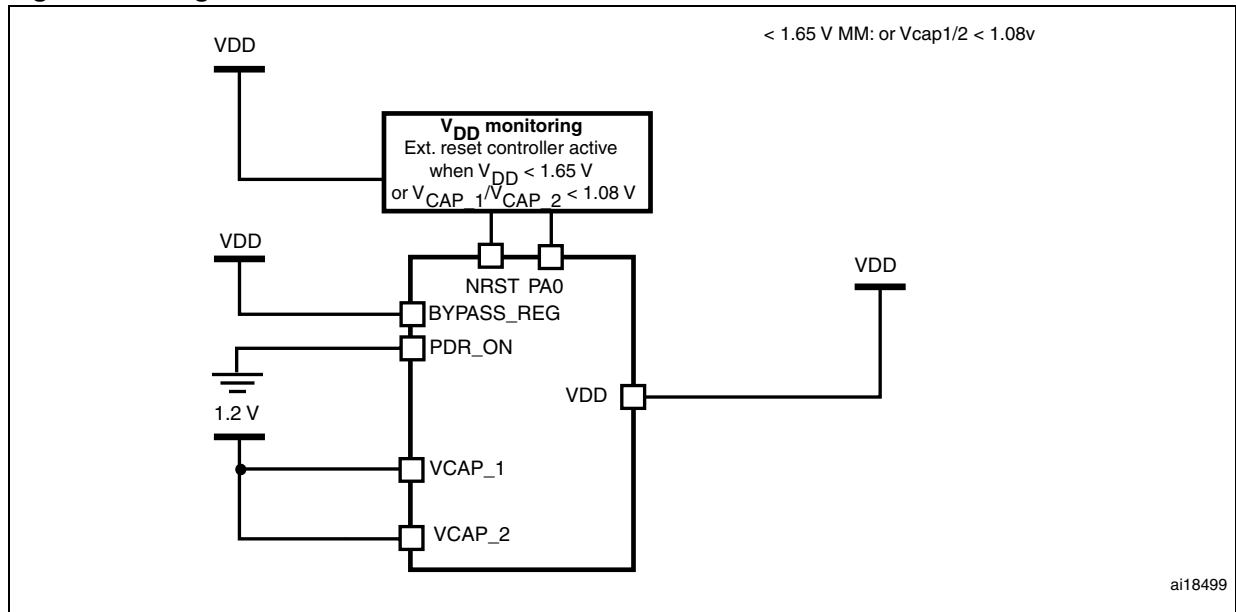 < 1.65 V MM: or Vcap1/2 < 1.08v
VDD
VDD monitoring
Ext. reset controller active
when VDD < 1.65 V
or VCAP_1/VCAP_2 < 1.08 V
VDD
VDD
NRST PA0
BYPASS_REG
PDR_ON
VDD
1.2 V
VCAP_1
VCAP_2
ai18499